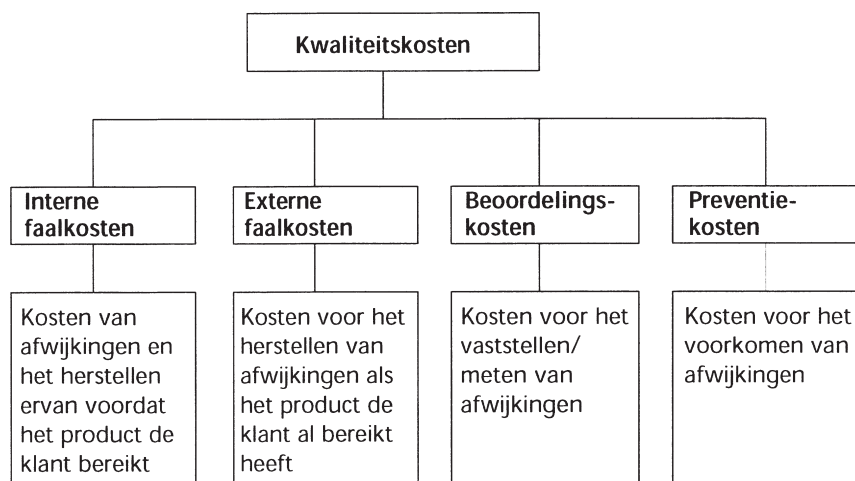 Kwaliteitskosten
Interne
faalkosten
Externe
faalkosten
Beoordelings-
kosten
Preventie-
kosten
Kosten van
afwijkingen en
het herstellen
ervan voordat
het product de
klant bereikt
Kosten voor het
herstellen van
afwijkingen als
het product de
klant al bereikt
heeft
Kosten voor het
vaststellen/
meten van
afwijkingen
Kosten voor het
voorkomen van
afwijkingen